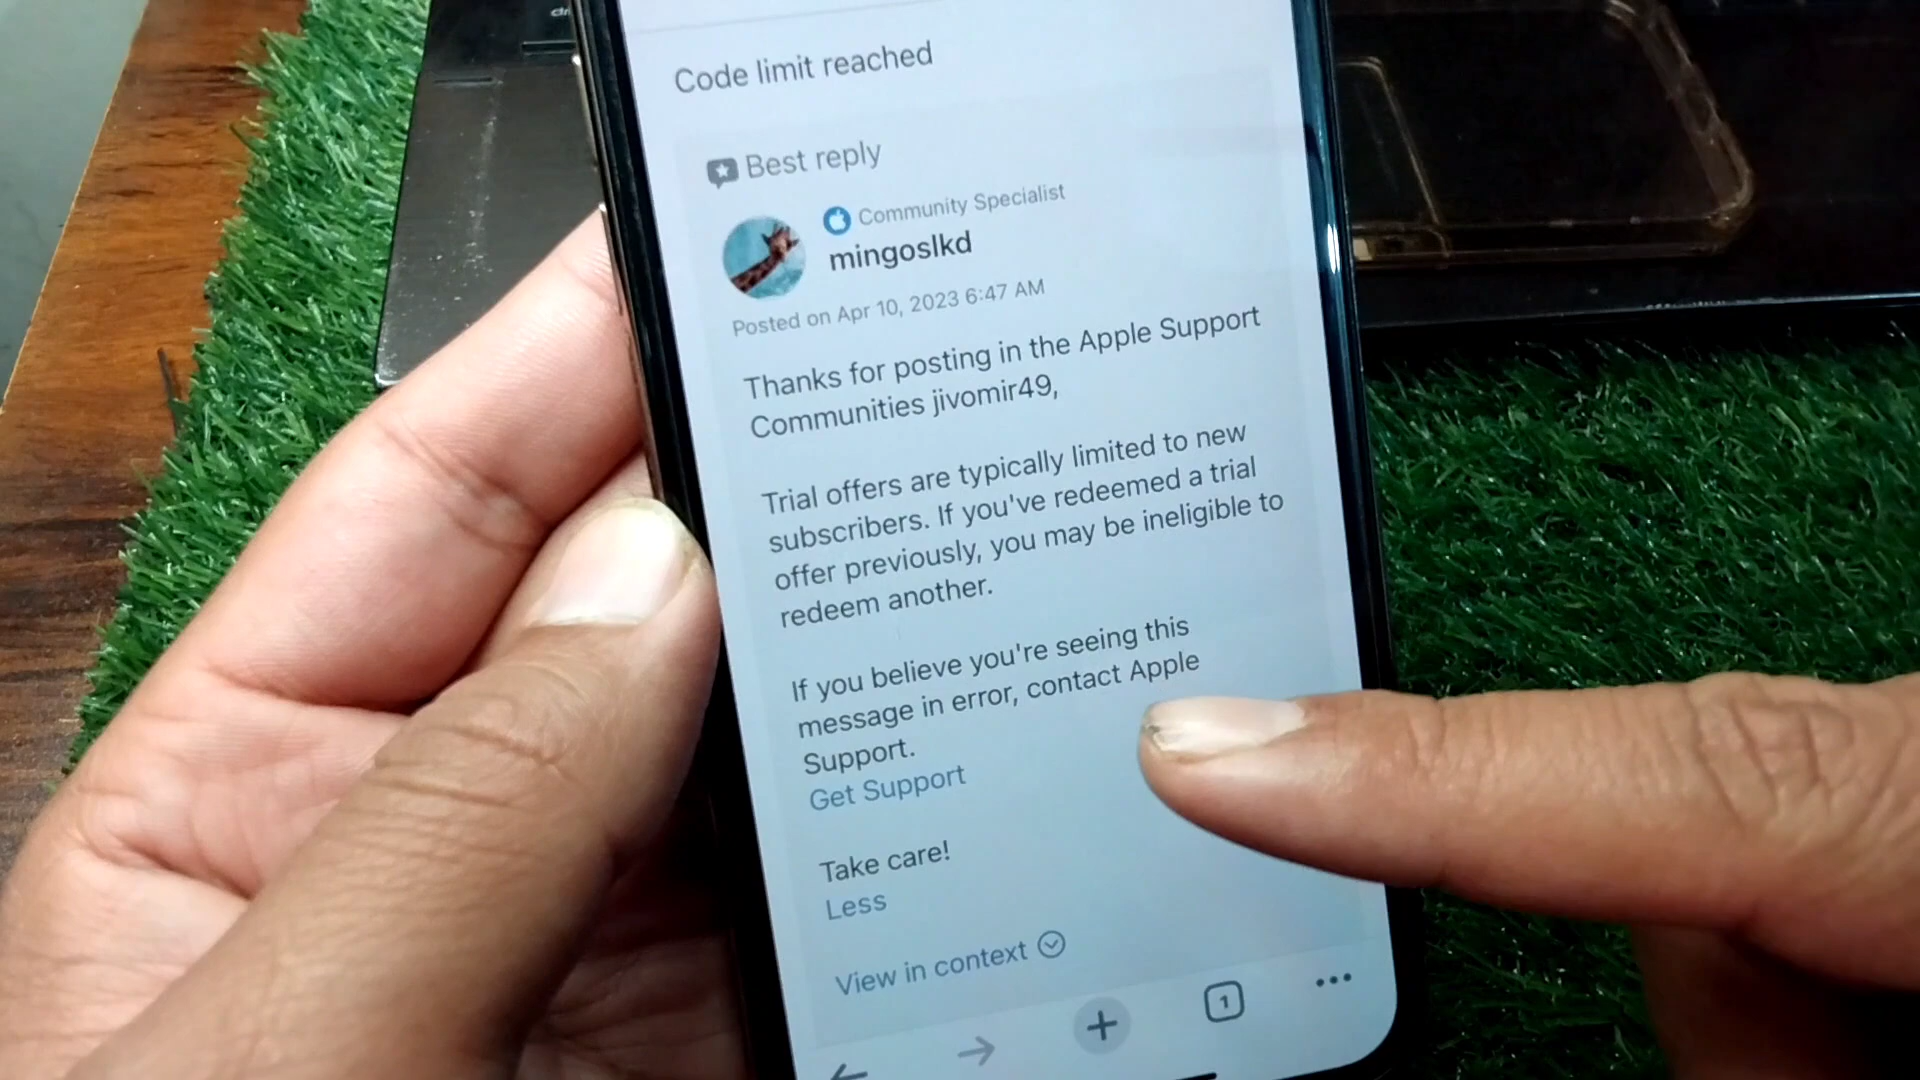 Code limit reached
Best reply
Community Specialist
mingoslkd
Posted on Apr 10, 2023 6:47 AM
Thanks for posting in the Apple Support
Communities jivomir49,
Trial offers are typically limited to new
subscribers. If you've redeemed a trial
offer previously, you may be ineligible to
redeem another.
If you believe you're seeing this
message in error, contact Apple
Support.
Get Support
Take care!
Less
View in context
1